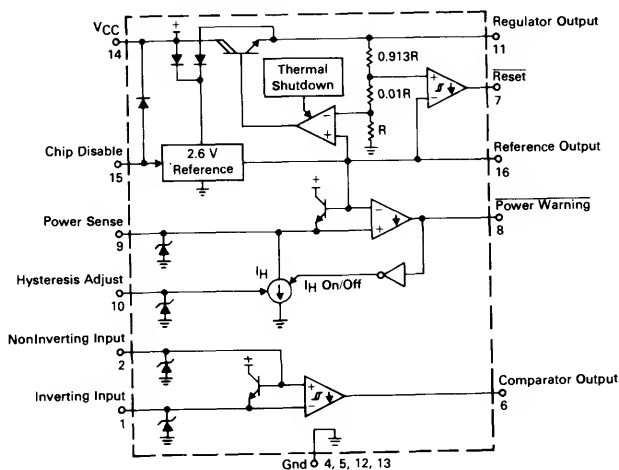 VCC
14
Regulator Output
11
0.913R
Thermal
Shutdown
0.01R
R
Reset
7
Chip Disable
15
2.6 V
Reference
Reference Output
16
Power Sense
9
Power Warning
8
Hysteresis Adjust
10
IH
IH On/Off
NonInverting Input
2
Inverting Input
1
Comparator Output
6
Gnd
4, 5, 12, 13